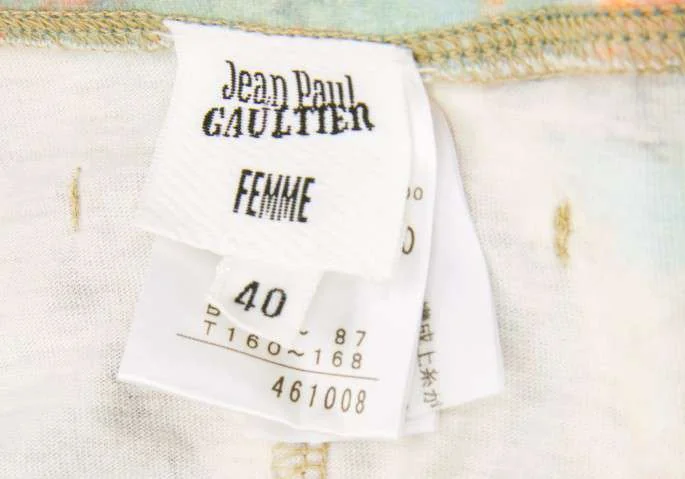 Jean Paul
GAULTIER
FEMME
40
87
T160~168
461008